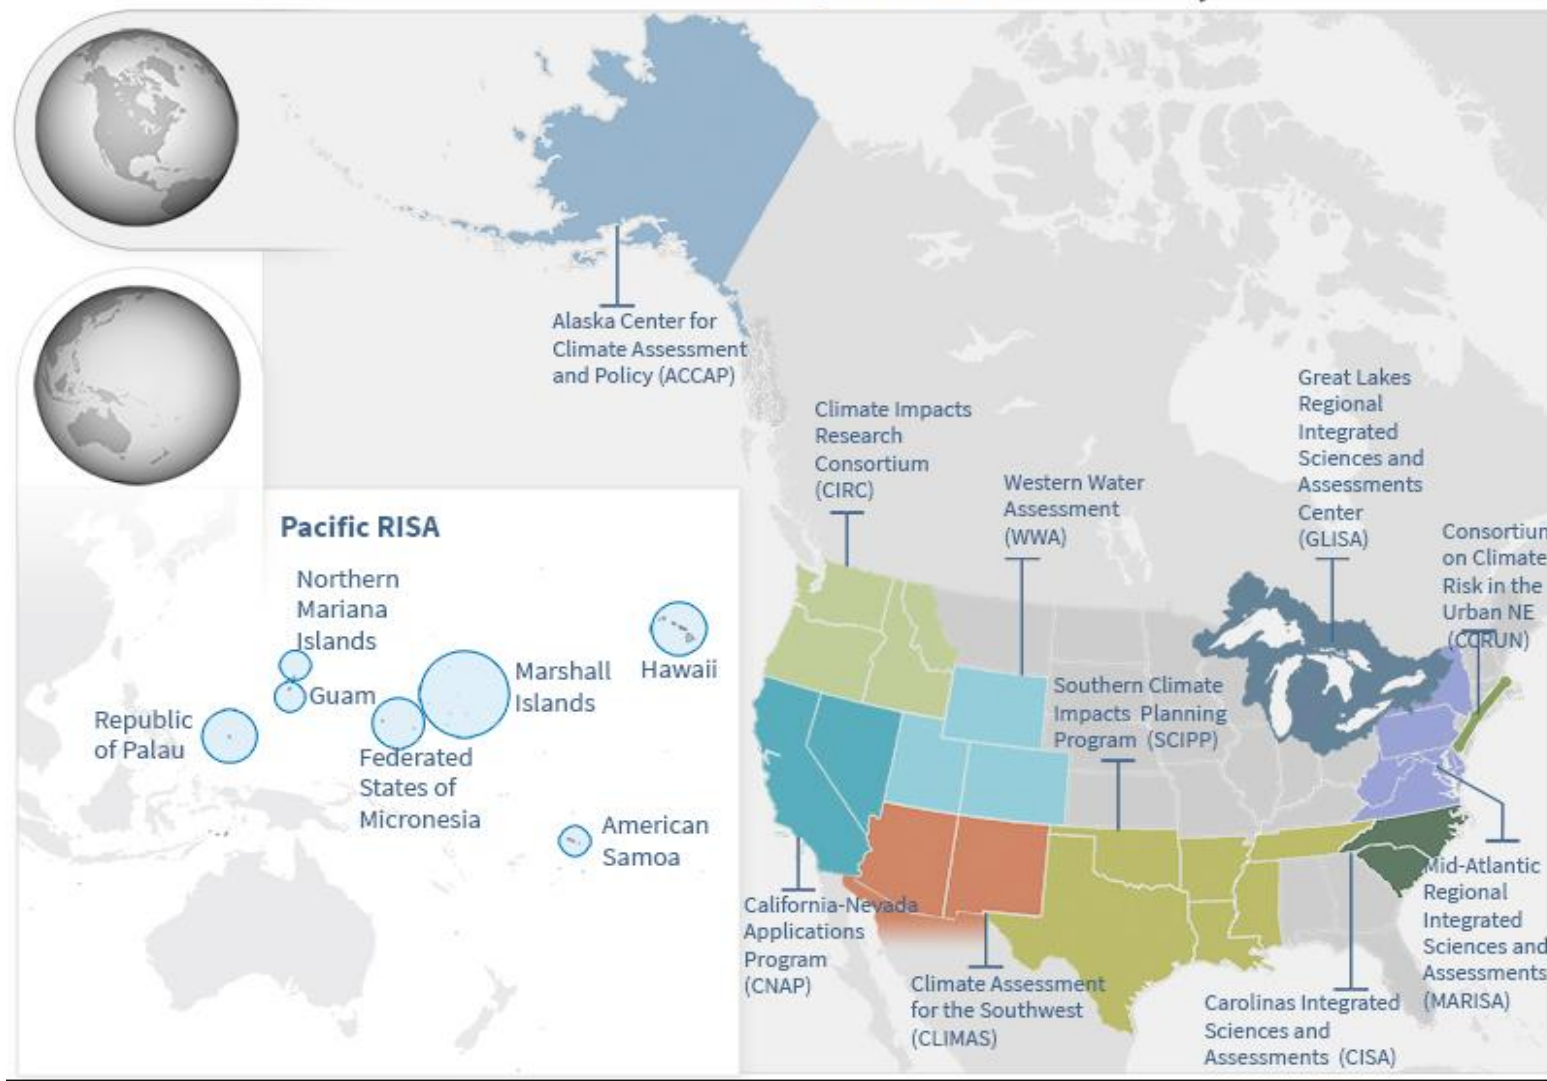 Alaska Center for
Climate Assessment
and Policy (ACCAP)
Climate Impacts
Research
Consortium
(CIRC)
Western Water
Assessment
(WWA)
Great Lakes
Regional
Integrated
Sciences and
Assessments
Center
(GLISA)
Consortium
on Climate
Risk in the
Urban NE
(CCRUN)
Pacific RISA
Northern
Mariana
Islands
Guam
Republic
of Palau
Federated
States of
Micronesia
Marshall
Islands
Hawaii
American
Samoa
Southern Climate
Impacts Planning
Program (SCIPP)
California-Nevada
Applications
Program
(CNAP)
Climate Assessment
for the Southwest
(CLIMAS)
Carolinas Integrated
Sciences and
Assessments (CISA)
Mid-Atlantic
Regional
Integrated
Sciences and
Assessments
(MARISA)